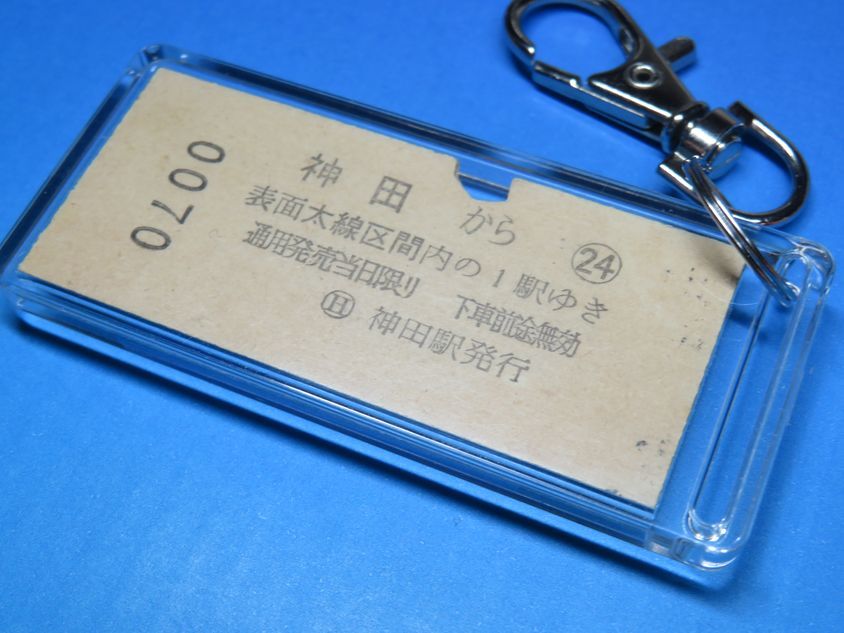 0070
神田から
表面太線区間内の1駅ゆき ㉔
通用発売当日限り 下車前途無効
㊐ 神田駅発行